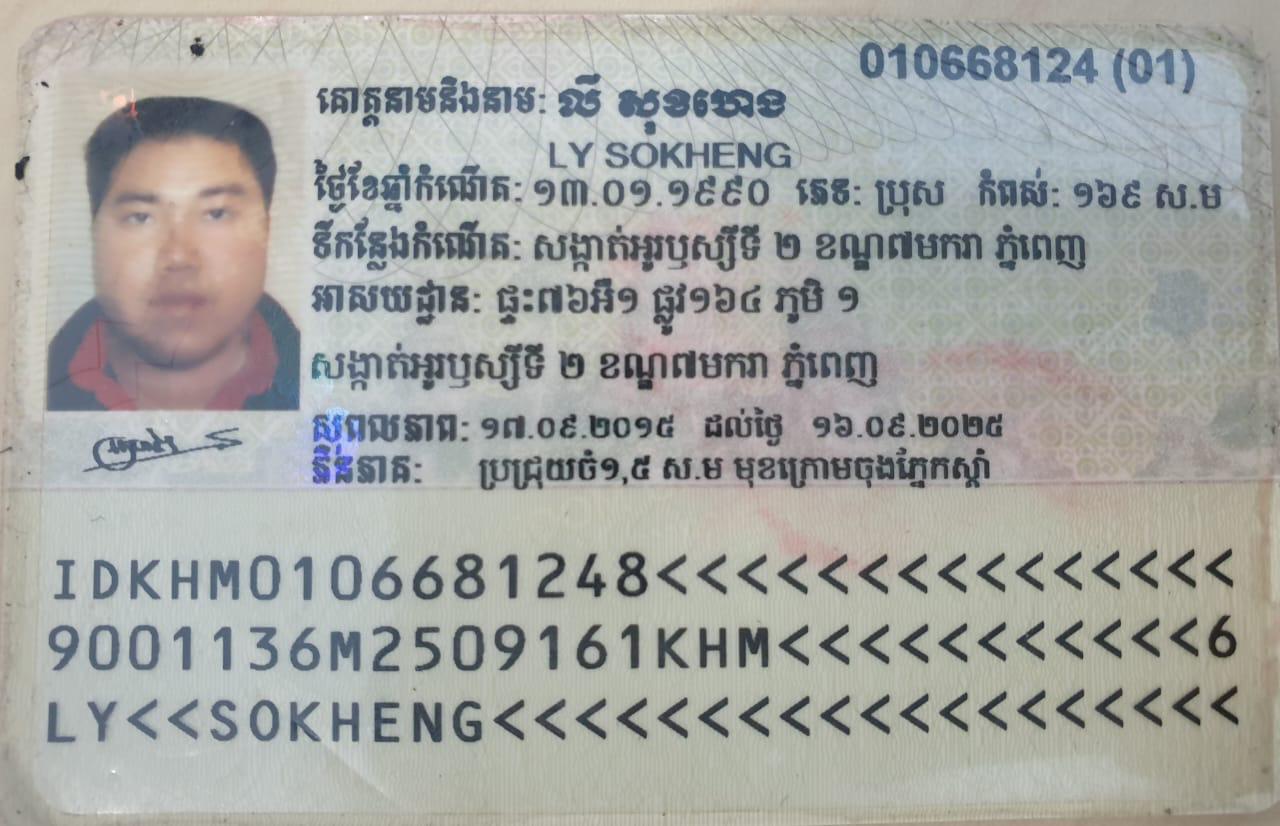 010668124 (01)
គោត្តនាមនិងនាម: លី សុខហេង
LY SOKHENG
ថ្ងៃខែឆ្នាំកំណើត: ១៣.០១.១៩៩០ ភេទ: ប្រុស កំពស់: ១៦៩ ស.ម
ទីកន្លែងកំណើត: សង្កាត់អូរឫស្សីទី ២ ខណ្ឌ៧មករា ភ្នំពេញ
អាសយដ្ឋាន: ផ្ទះ៧៦អឺ១ ផ្លូវ១៦៤ ភូមិ ១
សង្កាត់អូរឫស្សីទី ២ ខណ្ឌ៧មករា ភ្នំពេញ
សុពលភាព: ១៧.០៩.២០១៥ ដល់ថ្ងៃ ១៦.០៩.២០២៥
ភិនភាគ: ប្រជ្រុយចំ១,៥ ស.ម មុខក្រោមចុងភ្នែកស្តាំ
IDKHM0106681248<<<<<<<<<<<<<<<
9001136M2509161KHM<<<<<<<<<<<6
LY<<SOKHENG<<<<<<<<<<<<<<<<<<<